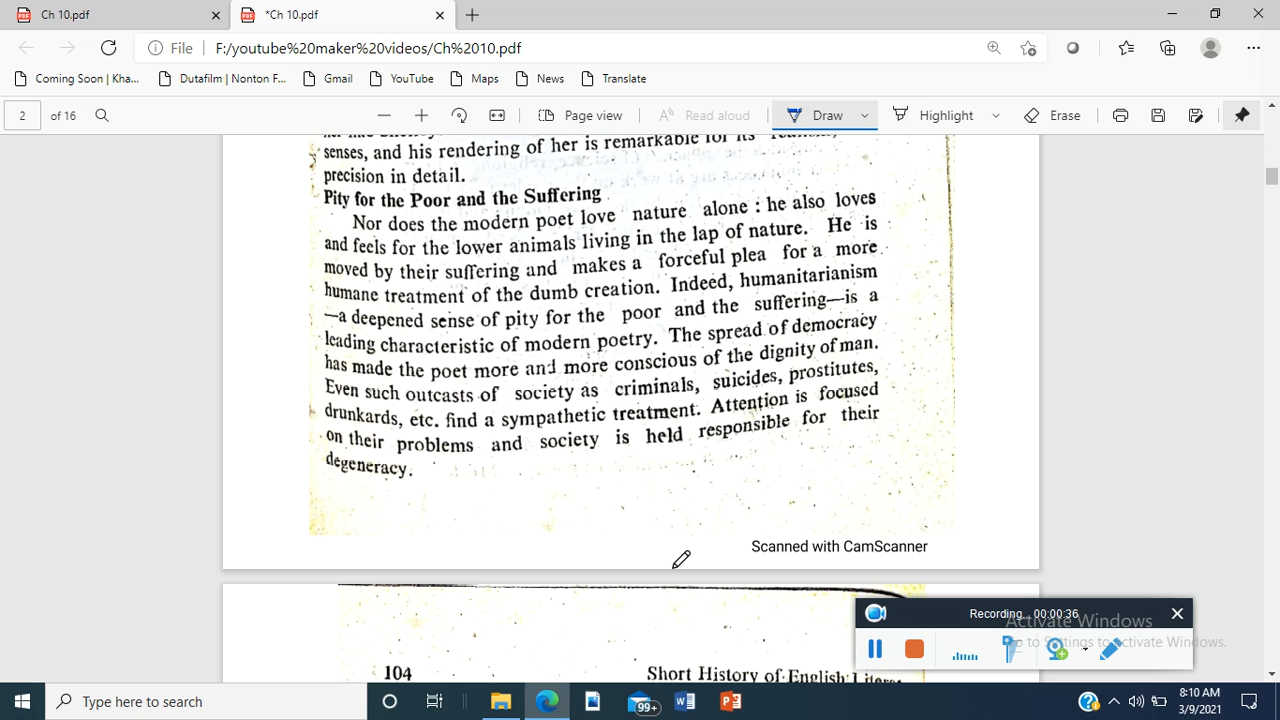 Ch 10.pdf
*Ch 10.pdf
File
F:/youtube%20maker%20videos/Ch%2010.pdf
Coming Soon | Kha...
Dutafilm | Nonton F...
Gmail
YouTube
Maps
News
Translate
2 of 16
Page view
Read aloud
Draw
Highlight
Erase
senses, and his rendering of her is remarkable for its
precision in detail.
Pity for the Poor and the Suffering
Nor does the modern poet love nature alone : he also loves
and feels for the lower animals living in the lap of nature. He is
moved by their suffering and makes a forceful plea for a more
humane treatment of the dumb creation. Indeed, humanitarianism
—a deepened sense of pity for the poor and the suffering—is a
leading characteristic of modern poetry. The spread of democracy
has made the poet more and more conscious of the dignity of man.
Even such outcasts of society as criminals, suicides, prostitutes,
drunkards, etc. find a sympathetic treatment. Attention is focused
on their problems and society is held responsible for their
degeneracy.
Scanned with CamScanner
104
Short History of English
Recording... 00:00:36
Activate Windows
Go to Settings to activate Windows.
Type here to search
99+
8:10 AM
3/9/2021